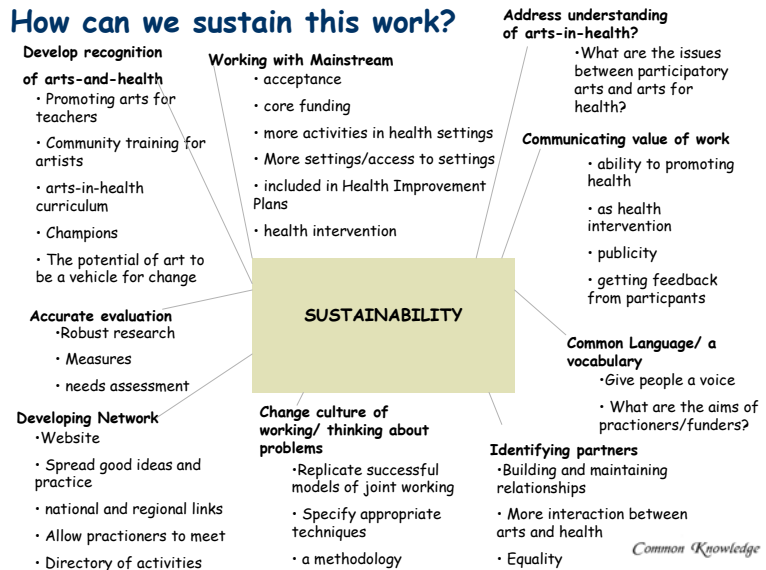 How can we sustain this work?
Develop recognition
of arts-and-health
• Promoting arts for
teachers
• Community training for
artists
• arts-in-health
curriculum
• Champions
• The potential of art to
be a vehicle for change
Working with Mainstream
• acceptance
• core funding
• more activities in health settings
• More settings/access to settings
• included in Health Improvement
Plans
• health intervention
Address understanding
of arts-in-health?
•What are the issues
between participatory
arts and arts for
health?
Communicating value of work
• ability to promoting
health
• as health
intervention
• publicity
• getting feedback
from particpants
SUSTAINABILITY
Accurate evaluation
•Robust research
• Measures
• needs assessment
Common Language/ a
vocabulary
•Give people a voice
• What are the aims of
practioners/funders?
Developing Network
•Website
• Spread good ideas and
practice
• national and regional links
• Allow practioners to meet
• Directory of activities
Change culture of
working/ thinking about
problems
•Replicate successful
models of joint working
• Specify appropriate
techniques
• a methodology
Identifying partners
•Building and maintaining
relationships
• More interaction between
arts and health
• Equality
Common Knowledge